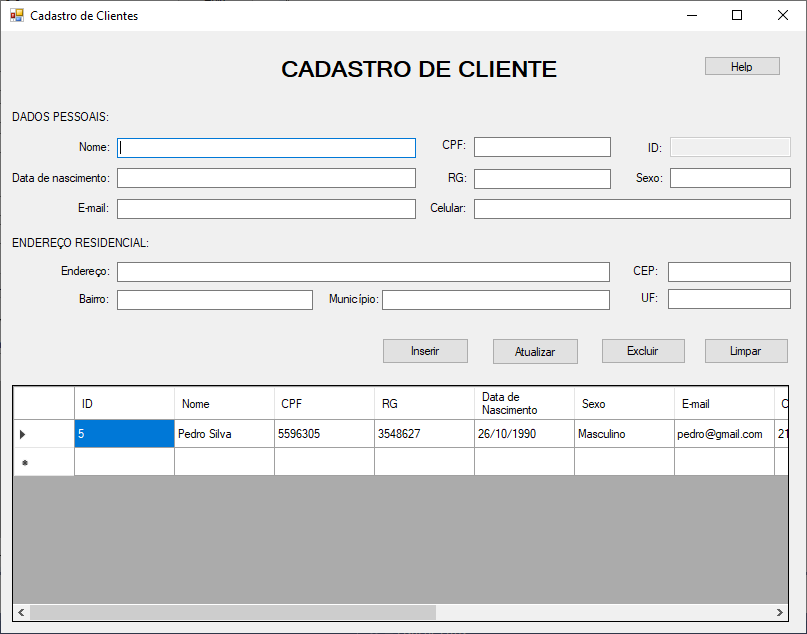 Cadastro de Clientes
CADASTRO DE CLIENTE
Help
DADOS PESSOAIS:
Nome: CPF: ID:
Data de nascimento: RG: Sexo:
E-mail: Celular:
ENDEREÇO RESIDENCIAL:
Endereço: CEP:
Bairro: Município: UF:
Inserir Atualizar Excluir Limpar
ID Nome CPF RG Data de Nascimento Sexo E-mail C
5 Pedro Silva 5596305 3548627 26/10/1990 Masculino pedro@gmail.com 21